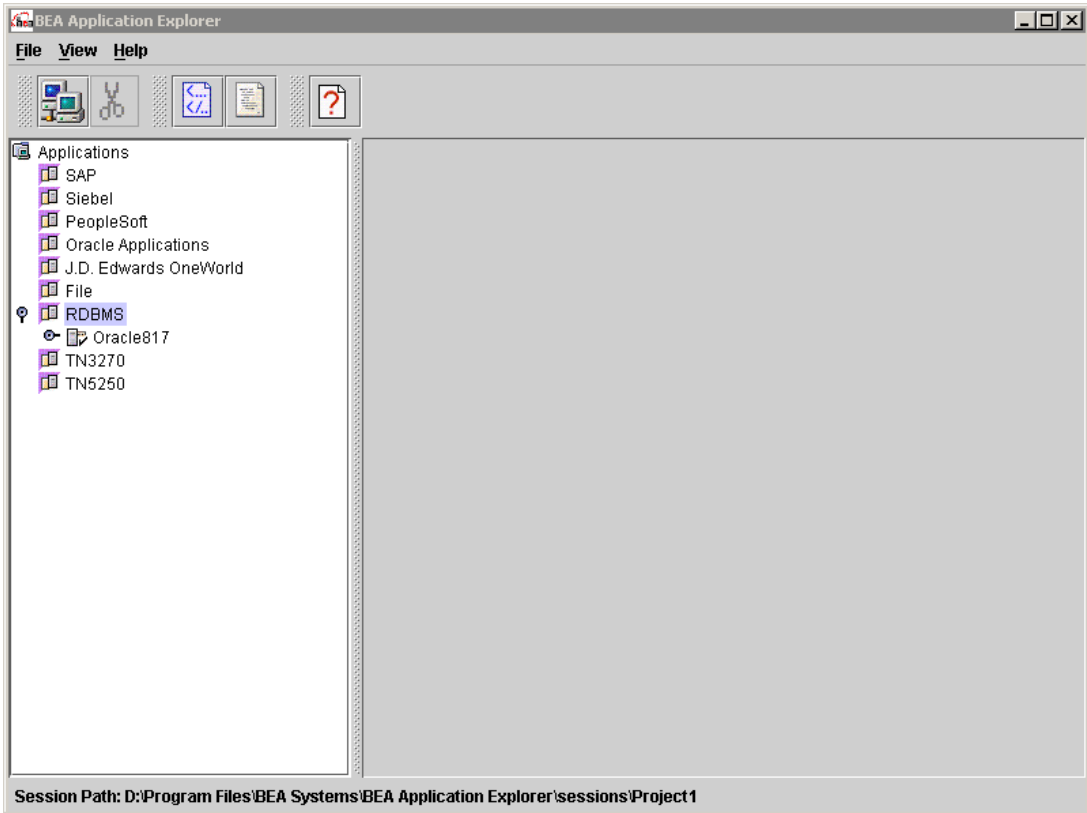 BEA Application Explorer
File View Help
Applications
SAP
Siebel
PeopleSoft
Oracle Applications
J.D. Edwards OneWorld
File
RDBMS
Oracle817
TN3270
TN5250
Session Path: D:\Program Files\BEA Systems\BEA Application Explorer\sessions\Project1